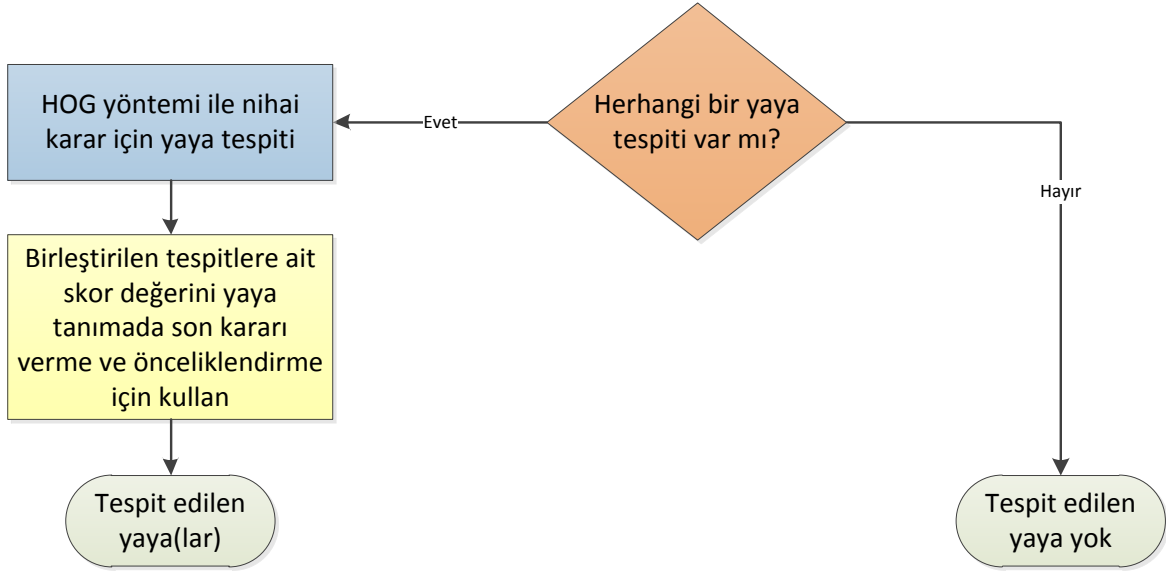 Herhangi bir yaya
tespiti var mı?
Evet
Hayır
HOG yöntemi ile nihai
karar için yaya tespiti
Birleştirilen tespitlere ait
skor değerini yaya
tanımada son kararı
verme ve önceliklendirme
için kullan
Tespit edilen
yaya(lar)
Tespit edilen
yaya yok